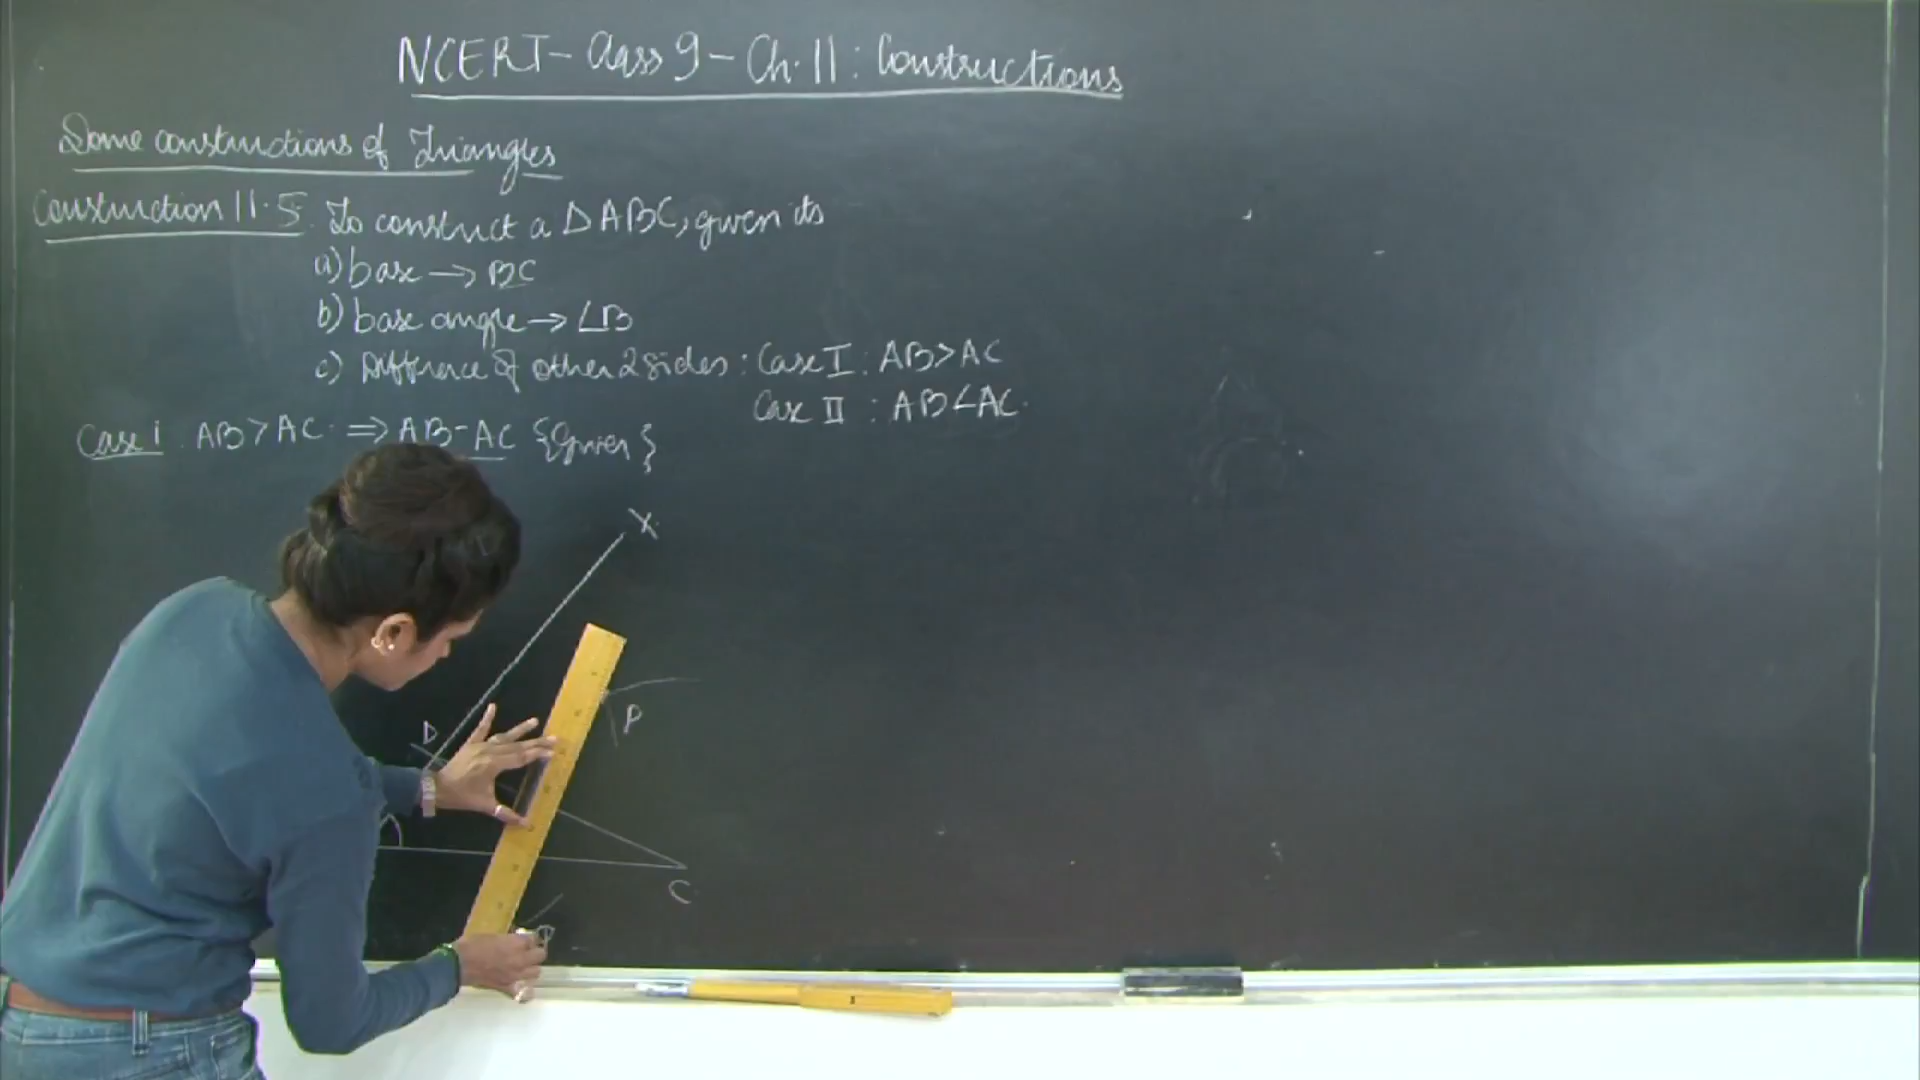 NCERT - Class 9 - Ch. 11 : Constructions
Some constructions of Triangles
Construction 11.5. To construct a Δ ABC, given its
a) base → BC
b) base angle → ∠B
c) Difference of other 2 sides : Case I : AB > AC
Case II : AB < AC.
Case I . AB > AC . ⇒ AB - AC {Given}
X
D
P
C